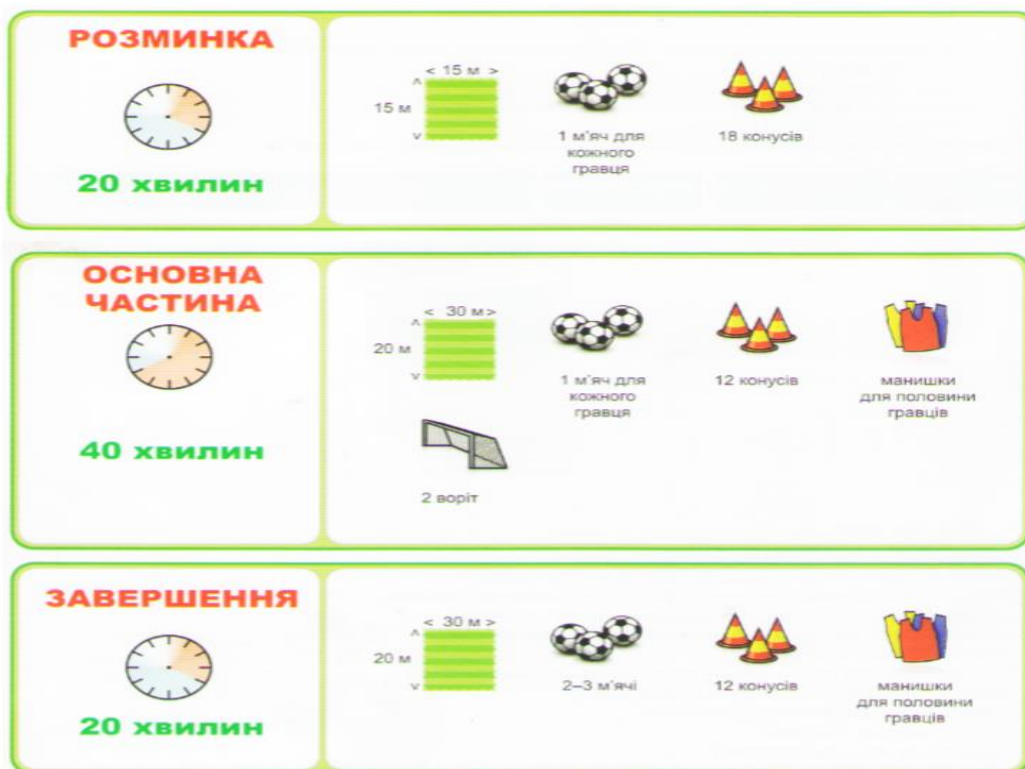 РОЗМИНКА
20 хвилин
< 15 м >
15 м
1 м'яч для
кожного
гравця
18 конусів
ОСНОВНА
ЧАСТИНА
40 хвилин
< 30 м >
20 м
1 м'яч для
кожного
гравця
12 конусів
манишки
для половини
гравців
2 воріт
ЗАВЕРШЕННЯ
20 хвилин
< 30 м >
20 м
2–3 м'ячі
12 конусів
манишки
для половини
гравців